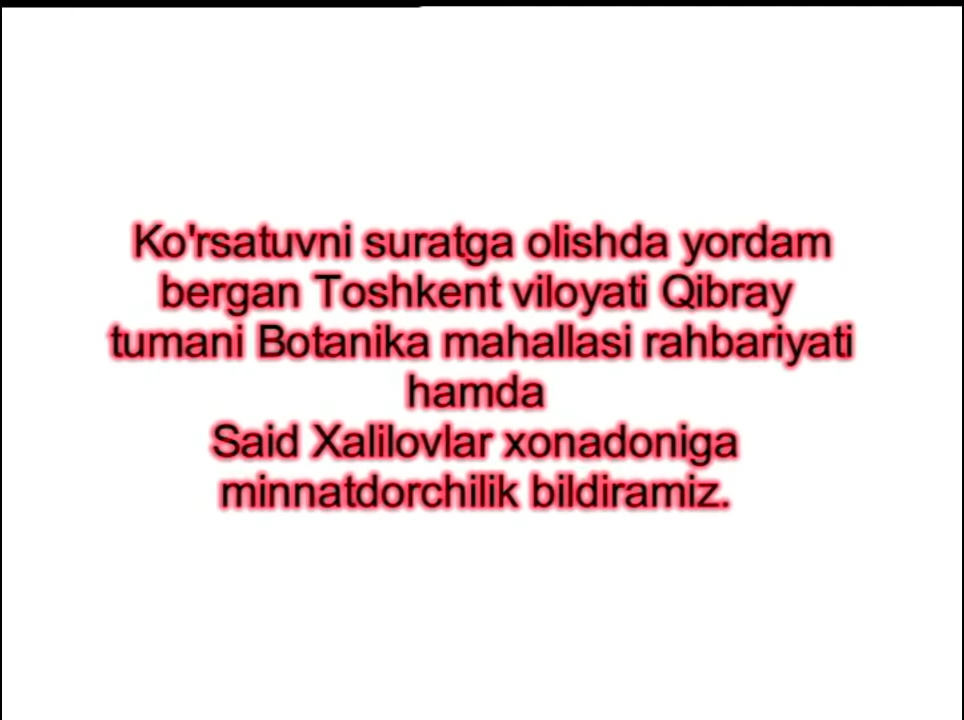 Ko'rsatuvni suratga olishda yordam
bergan Toshkent viloyati Qibray
tumani Botanika mahallasi rahbariyati
hamda
Said Xalilovlar xonadoniga
minnatdorchilik bildiramiz.